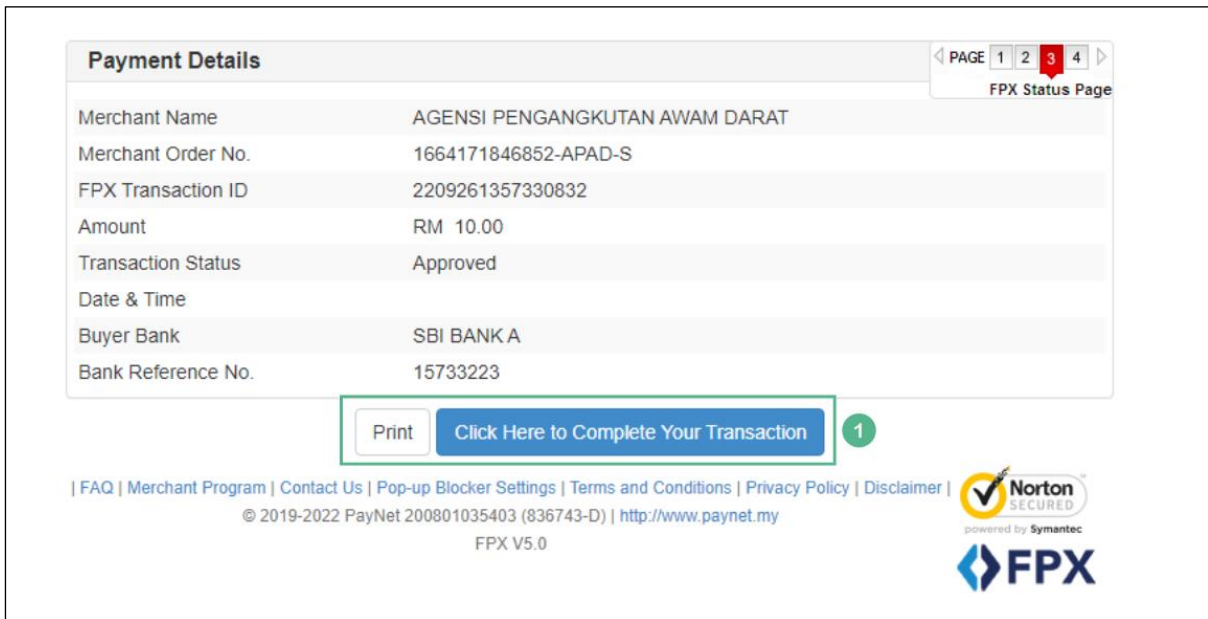 Payment Details
PAGE 1 2 3 4
FPX Status Page
Merchant Name AGENSI PENGANGKUTAN AWAM DARAT
Merchant Order No. 1664171846852-APAD-S
FPX Transaction ID 2209261357330832
Amount RM 10.00
Transaction Status Approved
Date & Time
Buyer Bank SBI BANK A
Bank Reference No. 15733223
Print Click Here to Complete Your Transaction 1
| FAQ | Merchant Program | Contact Us | Pop-up Blocker Settings | Terms and Conditions | Privacy Policy | Disclaimer |
© 2019-2022 PayNet 200801035403 (836743-D) | http://www.paynet.my
FPX V5.0
Norton
SECURED
powered by Symantec
FPX